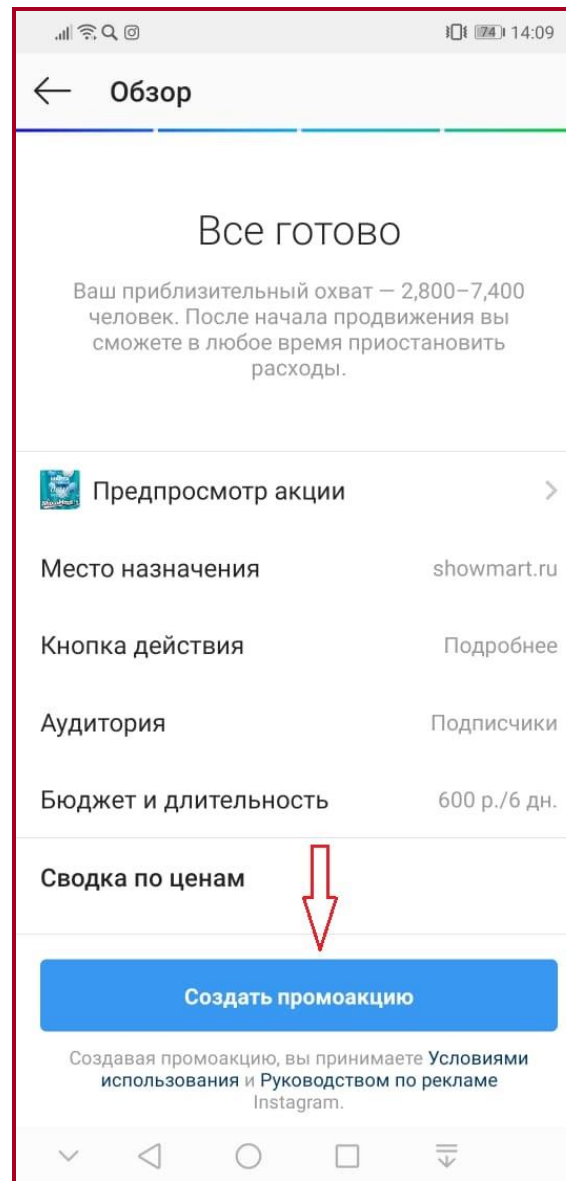 74 14:09
Обзор
Все готово
Ваш приблизительный охват — 2,800–7,400
человек. После начала продвижения вы
сможете в любое время приостановить
расходы.
Предпросмотр акции
Место назначения showmart.ru
Кнопка действия Подробнее
Аудитория Подписчики
Бюджет и длительность 600 р./6 дн.
Сводка по ценам
Создать промоакцию
Создавая промоакцию, вы принимаете Условиями
использования и Руководством по рекламе
Instagram.